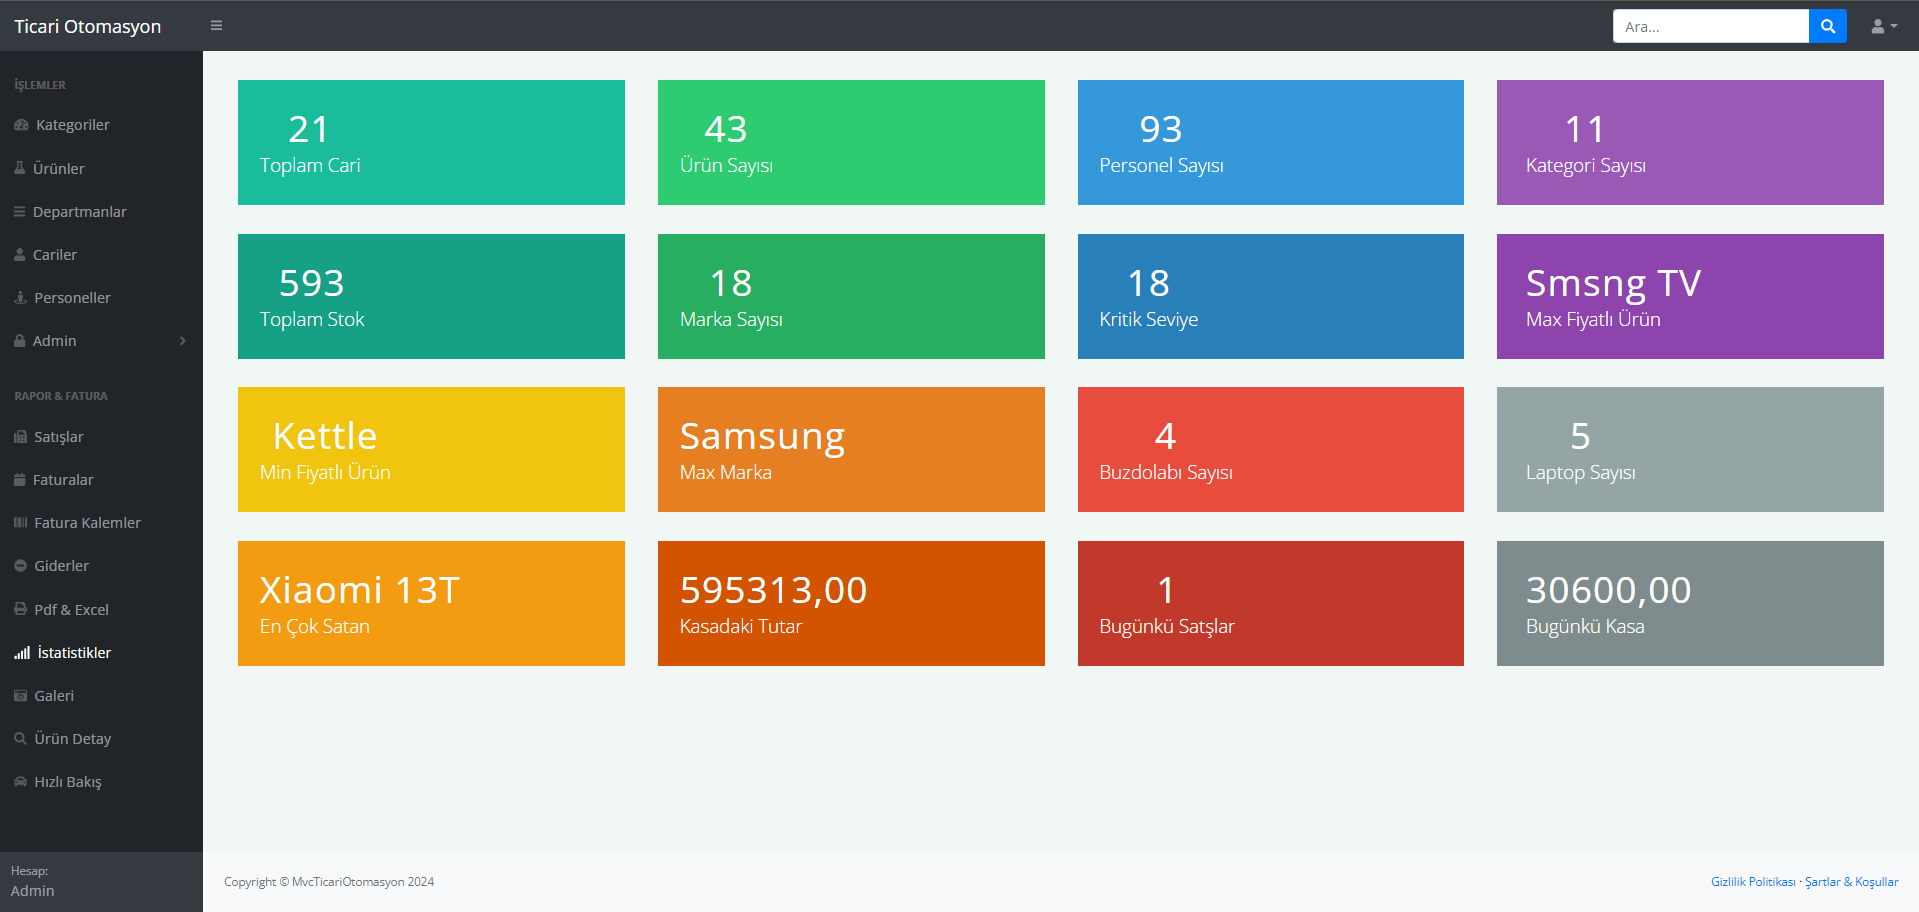 Ticari Otomasyon
Ara...
İŞLEMLER
Kategoriler
Ürünler
Departmanlar
Cariler
Personeller
Admin
RAPOR & FATURA
Satışlar
Faturalar
Fatura Kalemler
Giderler
Pdf & Excel
İstatistikler
Galeri
Ürün Detay
Hızlı Bakış
Hesap:
Admin
21
Toplam Cari
43
Ürün Sayısı
93
Personel Sayısı
11
Kategori Sayısı
593
Toplam Stok
18
Marka Sayısı
18
Kritik Seviye
Smsng TV
Max Fiyatlı Ürün
Kettle
Min Fiyatlı Ürün
Samsung
Max Marka
4
Buzdolabı Sayısı
5
Laptop Sayısı
Xiaomi 13T
En Çok Satan
595313,00
Kasadaki Tutar
1
Bugünkü Satşlar
30600,00
Bugünkü Kasa
Copyright © MvcTicariOtomasyon 2024
Gizlilik Politikası · Şartlar & Koşullar